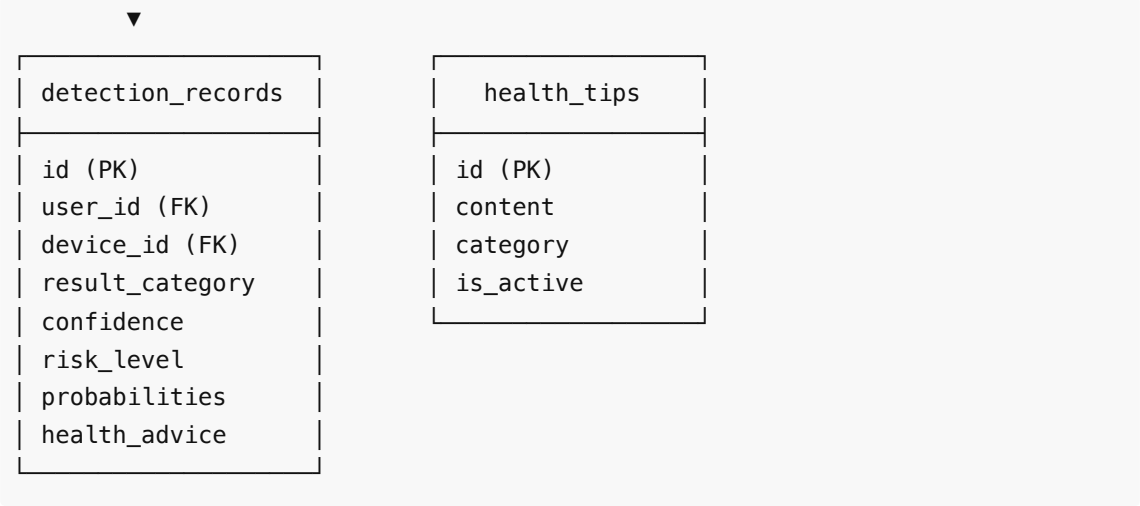 detection_records
id (PK)
user_id (FK)
device_id (FK)
result_category
confidence
risk_level
probabilities
health_advice
health_tips
id (PK)
content
category
is_active